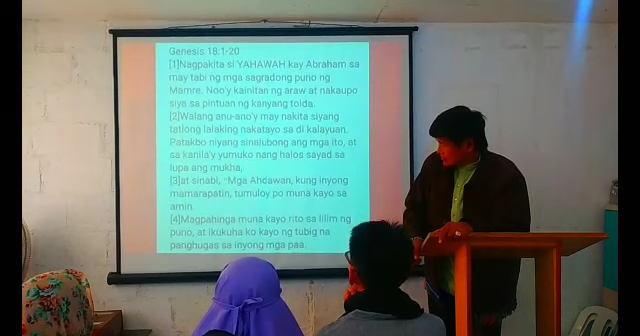 Genesis 18:1-20
[1]Nagpakita si YAHAWAH kay Abraham sa
may tabi ng mga sagradong puno ng
Mamre. Noo'y kainitan ng araw at nakaupo
siya sa pintuan ng kanyang tolda.
[2]Walang anu-ano'y may nakita siyang
tatlong lalaking nakatayo sa di kalayuan.
Patakbo niyang sinalubong ang mga ito, at
sa kanila'y yumuko nang halos sayad sa
lupa ang mukha,
[3]at sinabi, “Mga Ahdawan, kung inyong
mamarapatin, tumuloy po muna kayo sa
amin.
[4]Magpahinga muna kayo rito sa lilim ng
puno, at ikukuha ko kayo ng tubig na
panghugas sa inyong mga paa.